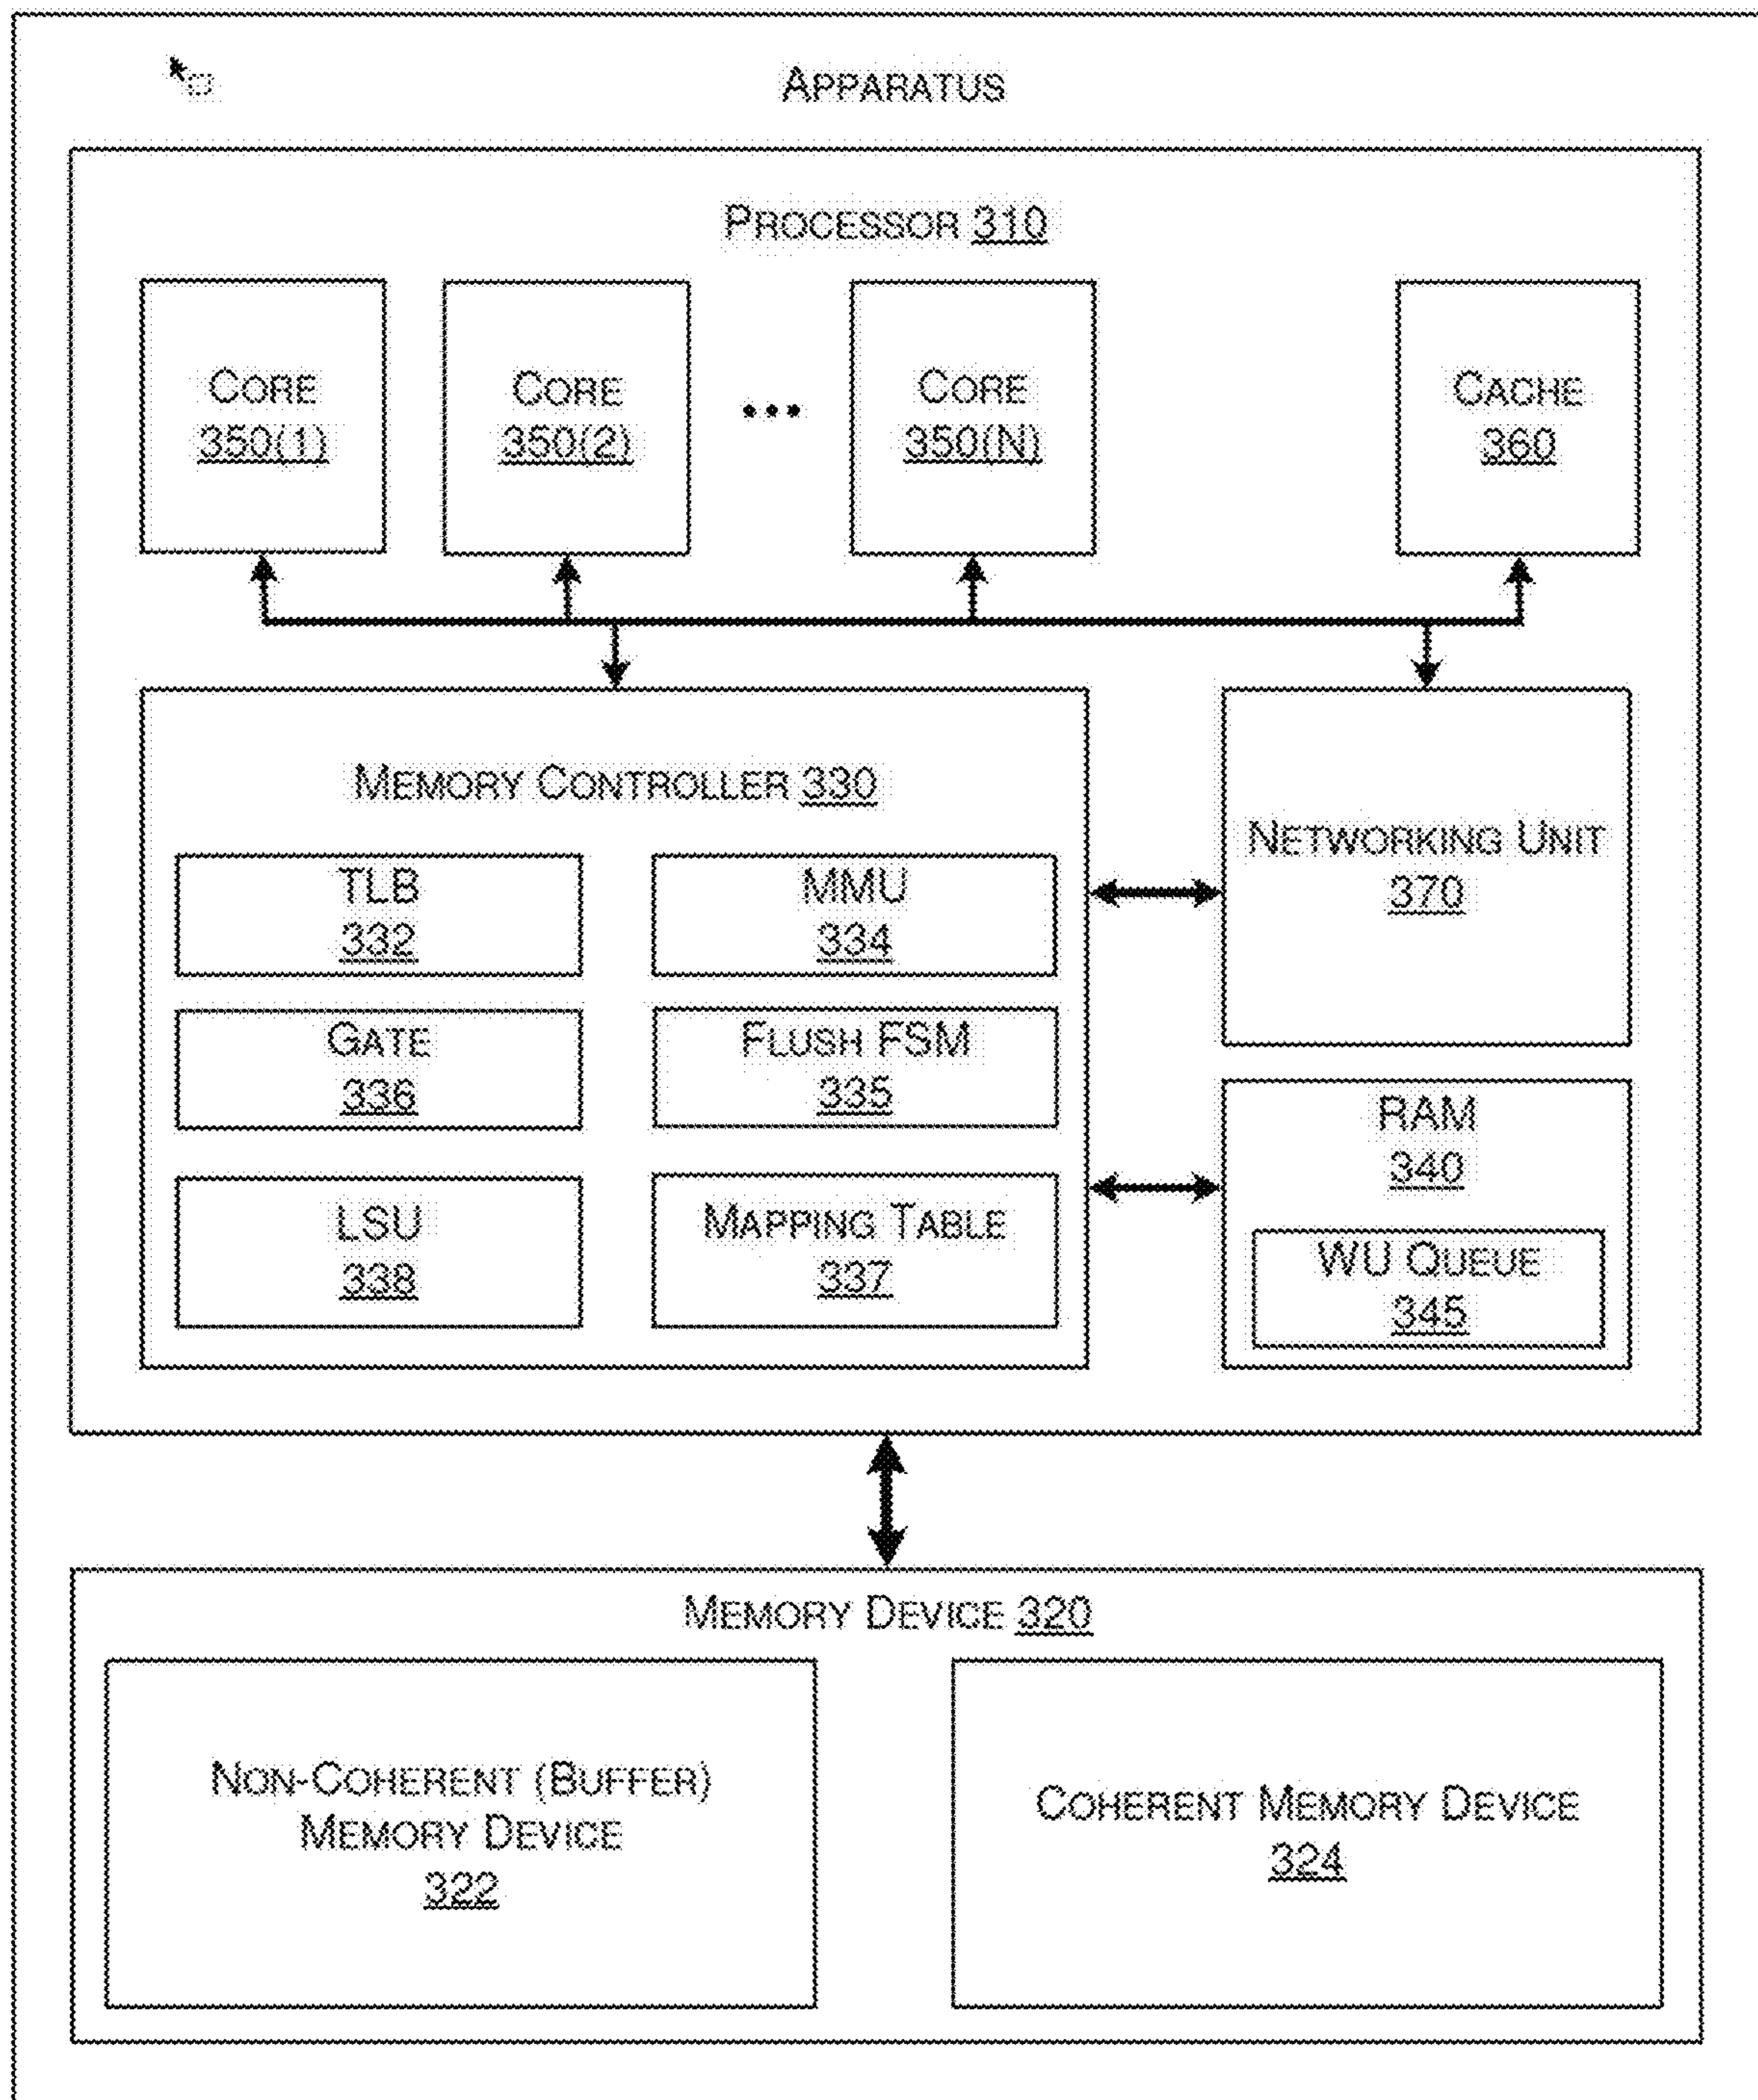 APPARATUS
PROCESSOR 310
CORE
350(1)
CORE
350(2)
•••
CORE
350(N)
CACHE
360
MEMORY CONTROLLER 330
TLB
332
MMU
334
GATE
336
FLUSH FSM
335
LSU
338
MAPPING TABLE
337
NETWORKING UNIT
370
RAM
340
WU QUEUE
345
MEMORY DEVICE 320
NON-COHERENT (BUFFER)
MEMORY DEVICE
322
COHERENT MEMORY DEVICE
324